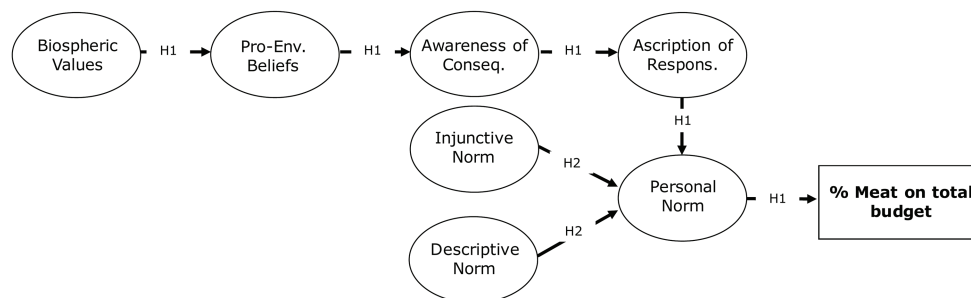 Biospheric
Values
H1
Pro-Env.
Beliefs
H1
Awareness of
Conseq.
H1
Ascription of
Respons.
H1
Injunctive
Norm
H2
Personal
Norm
H1
% Meat on total
budget
Descriptive
Norm
H2